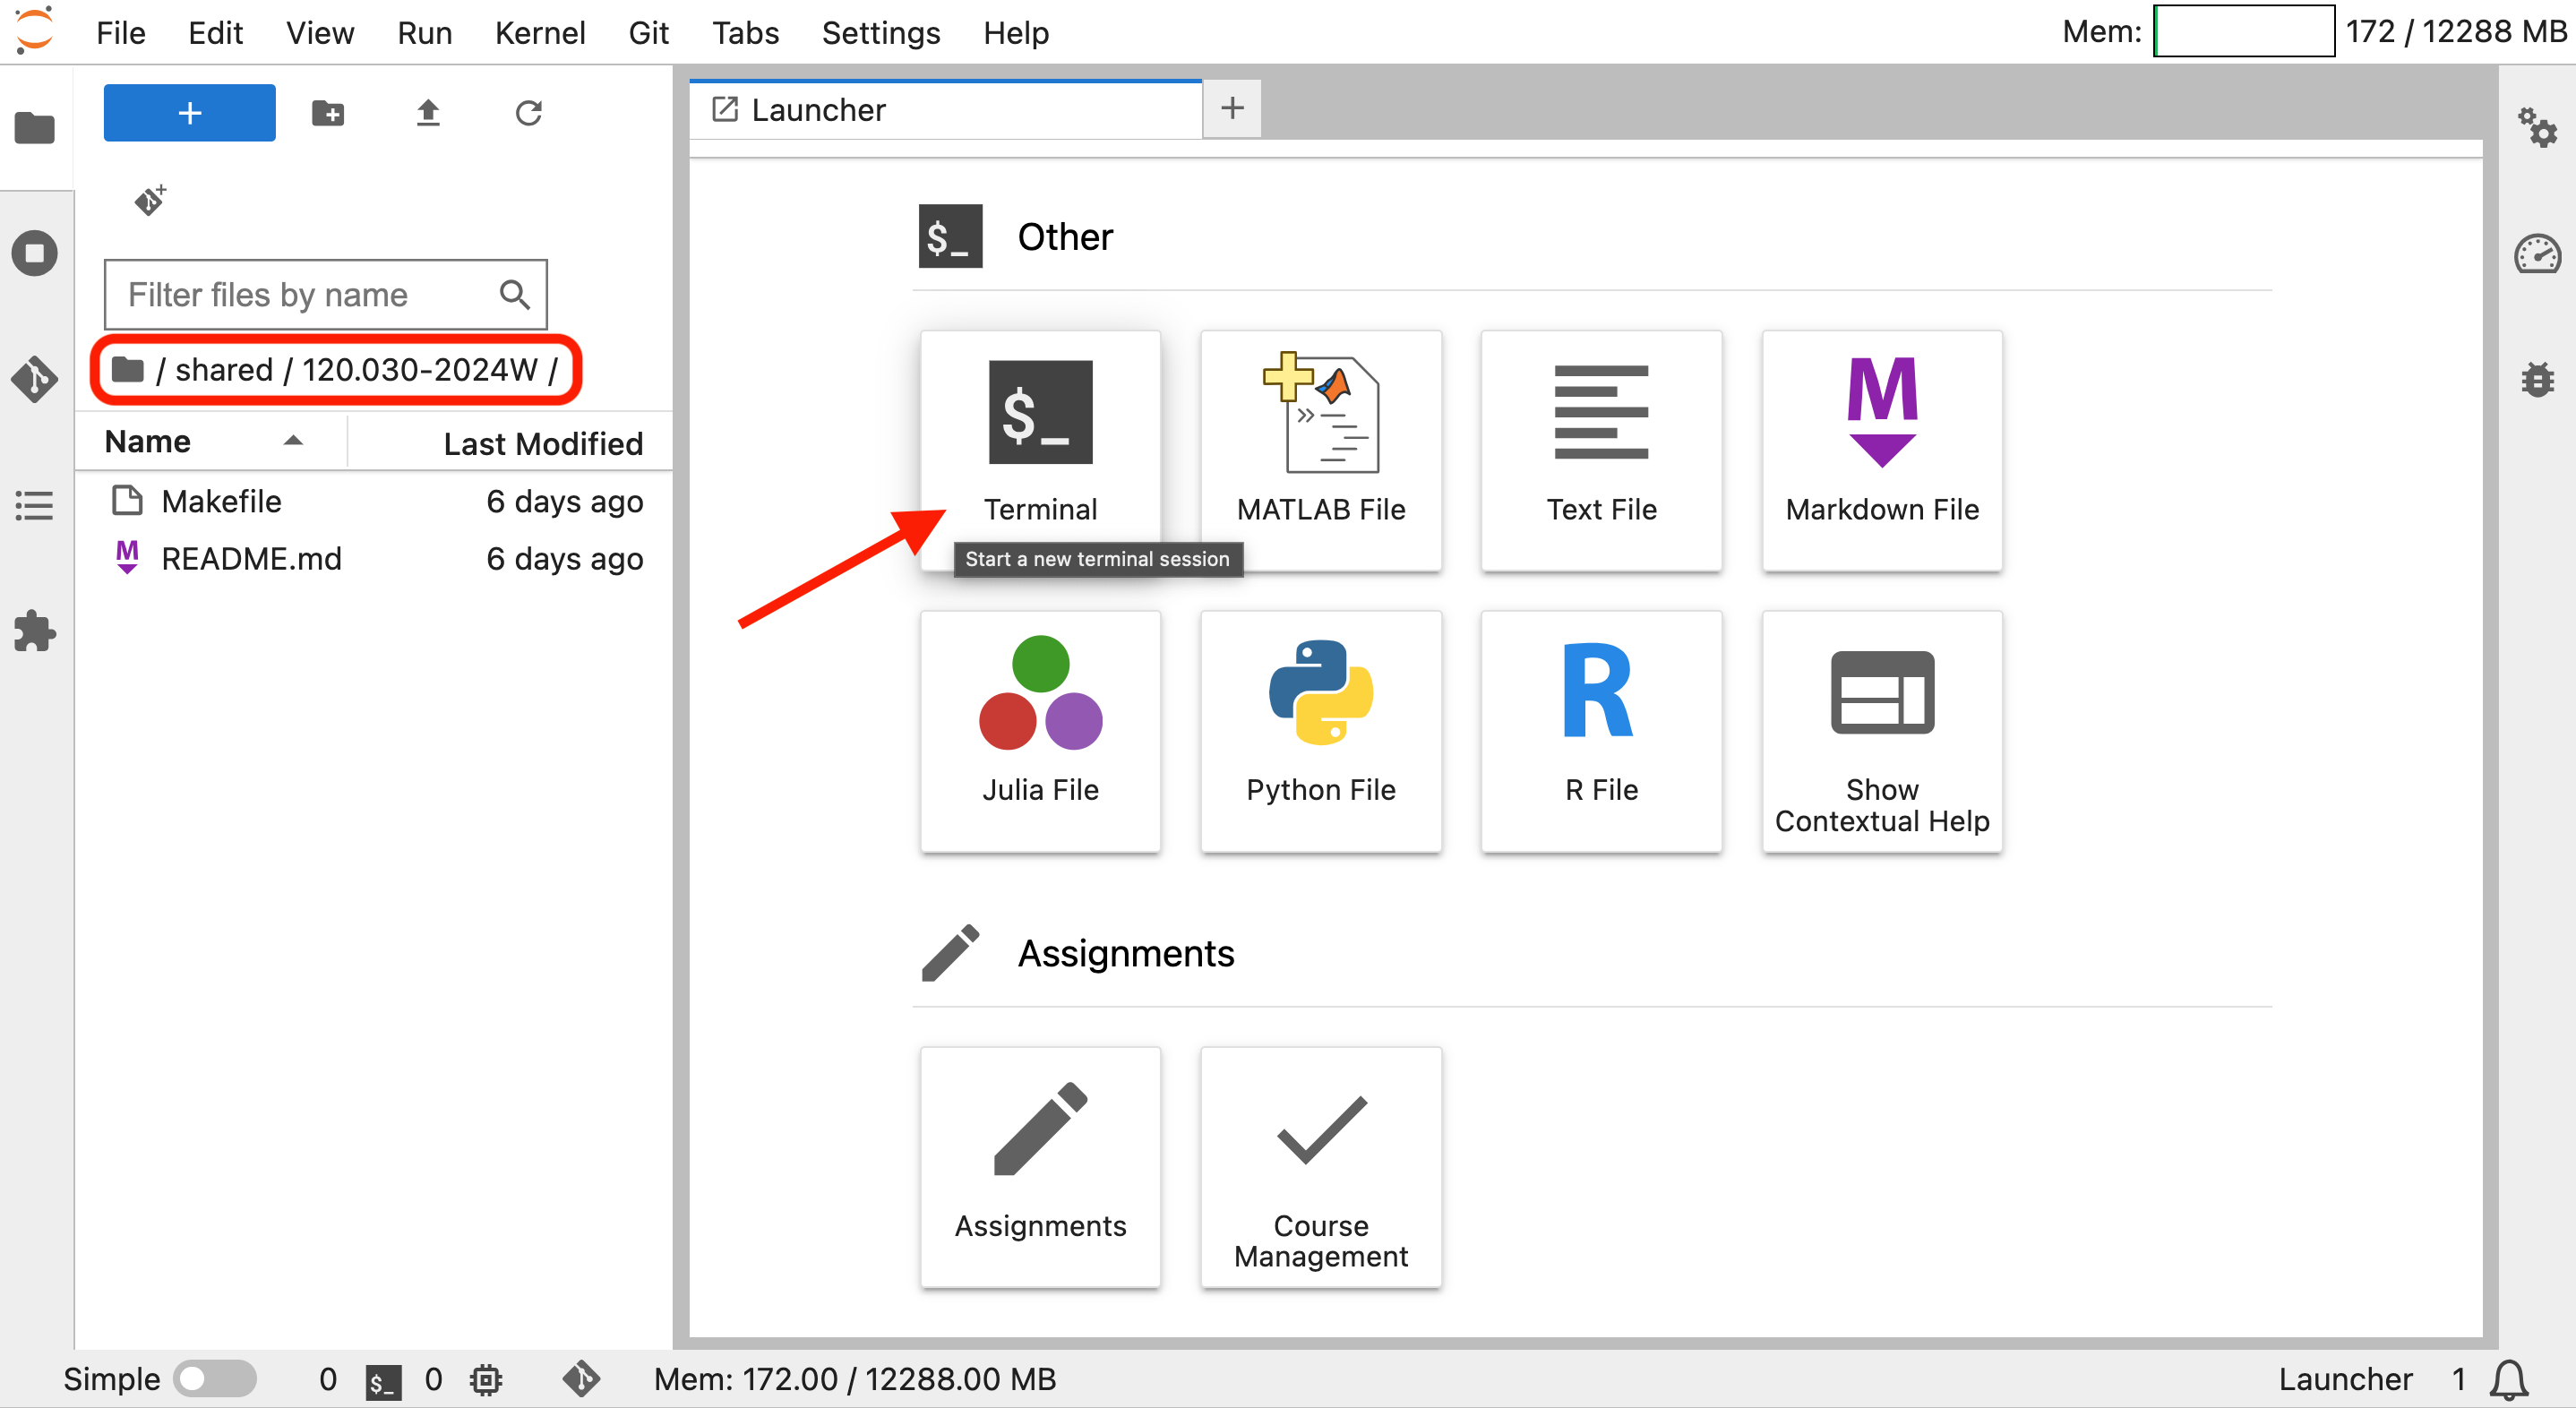 File Edit View Run Kernel Git Tabs Settings Help Mem: 172 / 12288 MB
+
Launcher +
Filter files by name
/ shared / 120.030-2024W /
Name Last Modified
Makefile 6 days ago
README.md 6 days ago
$_ Other
$_
Terminal
Start a new terminal session
MATLAB File
Text File
M
Markdown File
Julia File
Python File
R
R File
Show
Contextual Help
Assignments
Assignments
Course
Management
Simple 0 $_ 0 Mem: 172.00 / 12288.00 MB Launcher 1